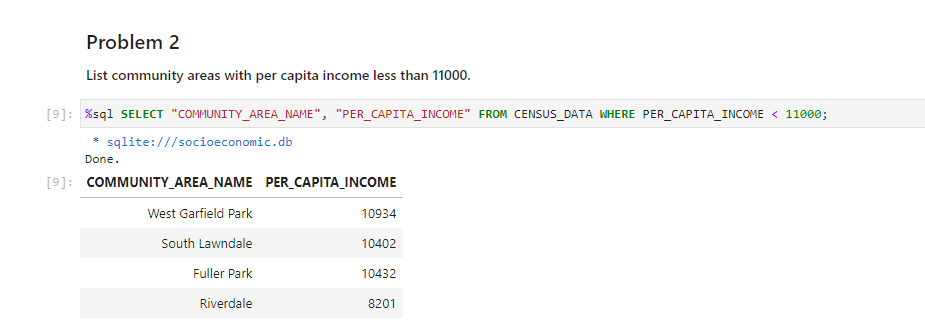 Problem 2
List community areas with per capita income less than 11000.
[9]: %sql SELECT "COMMUNITY_AREA_NAME", "PER_CAPITA_INCOME" FROM CENSUS_DATA WHERE PER_CAPITA_INCOME < 11000;
* sqlite:///socioeconomic.db
Done.
[9]: COMMUNITY_AREA_NAME PER_CAPITA_INCOME
West Garfield Park 10934
South Lawndale 10402
Fuller Park 10432
Riverdale 8201